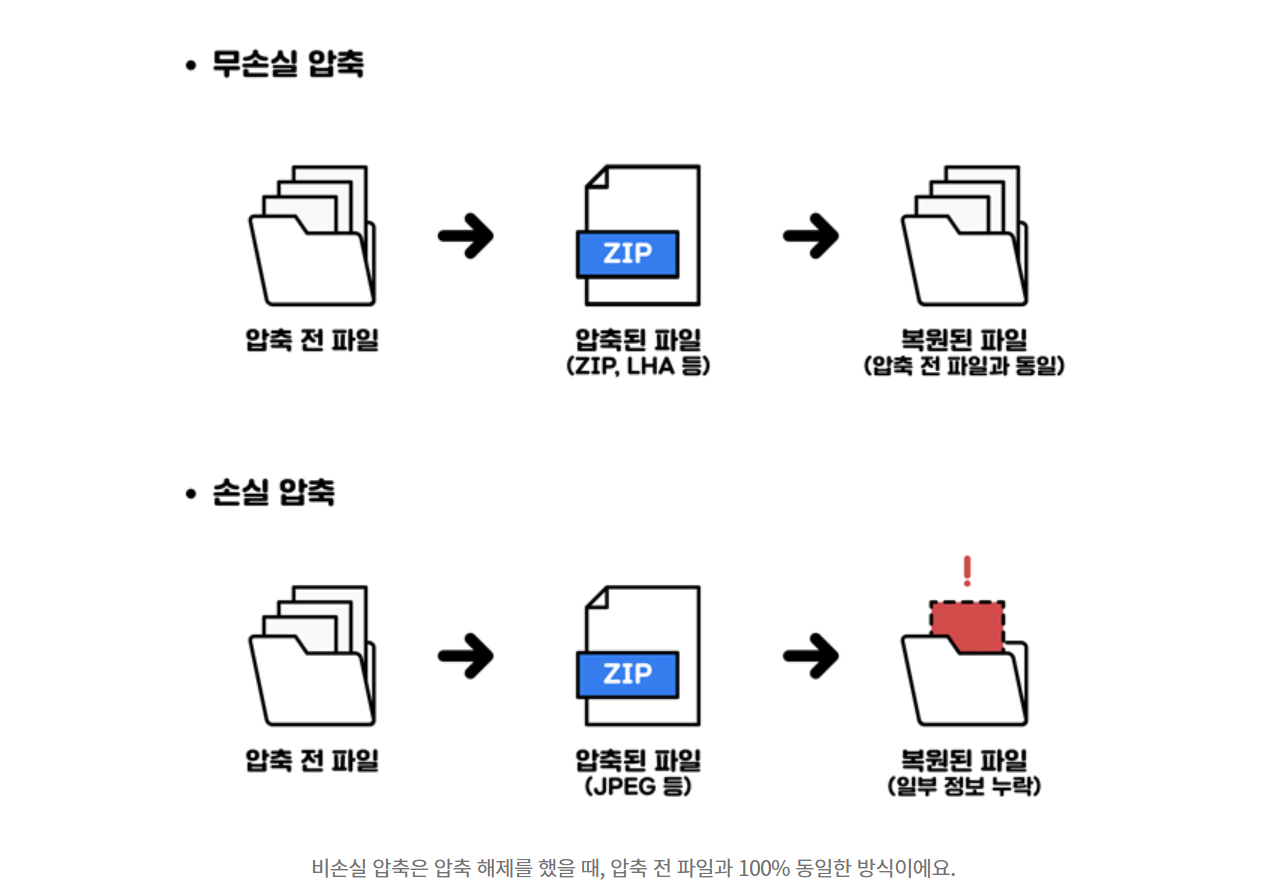 • 무손실 압축
ZIP
압축 전 파일
압축된 파일
(ZIP, LHA 등)
복원된 파일
(압축 전 파일과 동일)
• 손실 압축
!
ZIP
압축 전 파일
압축된 파일
(JPEG 등)
복원된 파일
(일부 정보 누락)
비손실 압축은 압축 해제를 했을 때, 압축 전 파일과 100% 동일한 방식이에요.